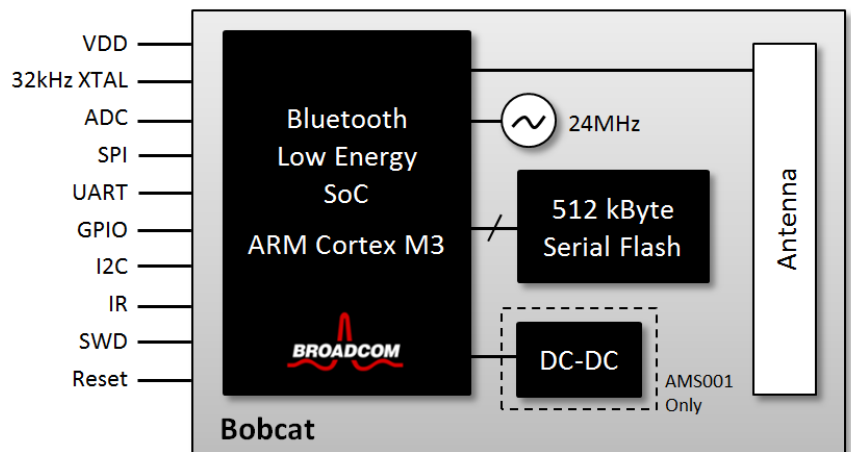 VDD
32kHz XTAL
ADC
SPI
UART
GPIO
I2C
IR
SWD
Reset
Bluetooth
Low Energy
SoC
ARM Cortex M3
BROADCOM
24MHz
512 kByte
Serial Flash
DC-DC
AMS001
Only
Antenna
Bobcat